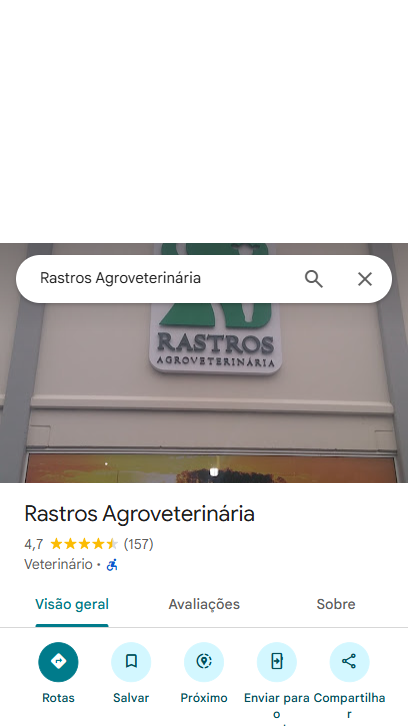 Rastros Agroveterinária
RASTROS
AGROVETERINÁRIA
Rastros Agroveterinária
4,7 (157)
Veterinário ·
Visão geral Avaliações Sobre
Rotas Salvar Próximo Enviar para o Compartilhar